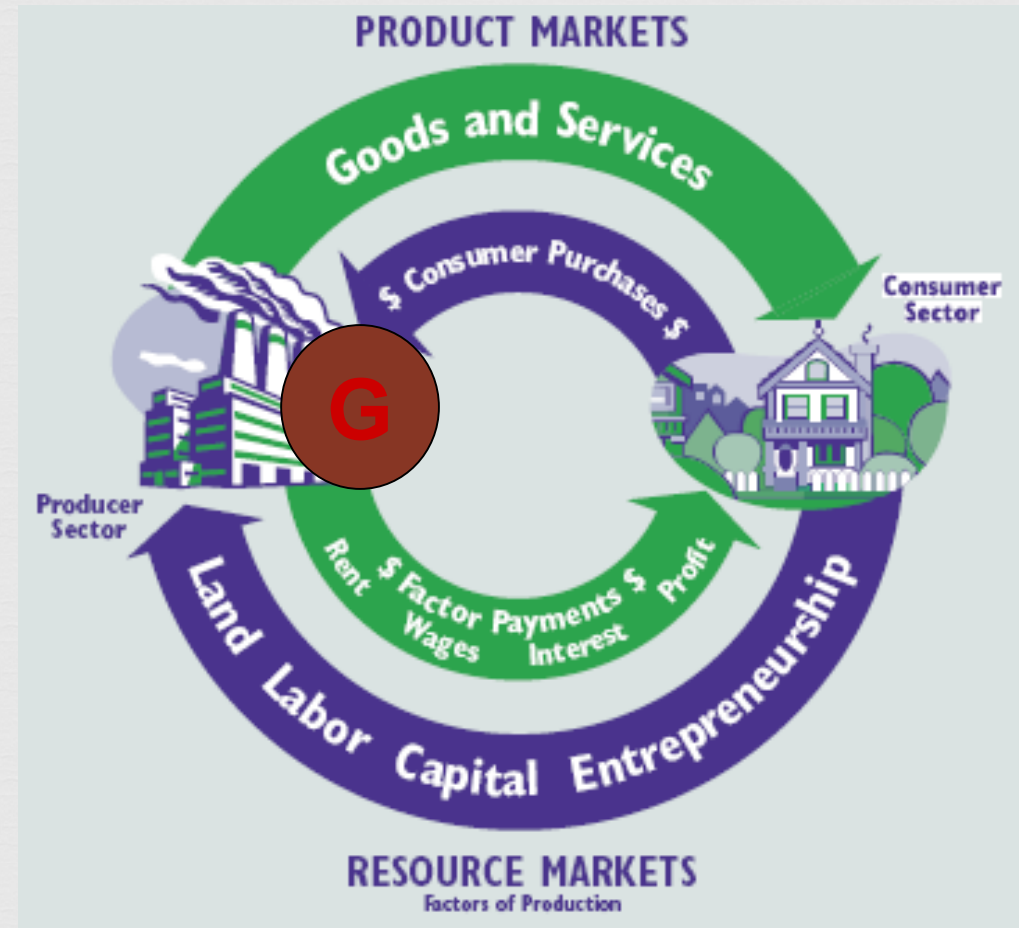 PRODUCT MARKETS
Goods and Services
$ Consumer Purchases $
Consumer
Sector
G
Producer
Sector
$ Factor Payments $
Rent Wages Interest Profit
Land Labor Capital Entrepreneurship
RESOURCE MARKETS
Factors of Production